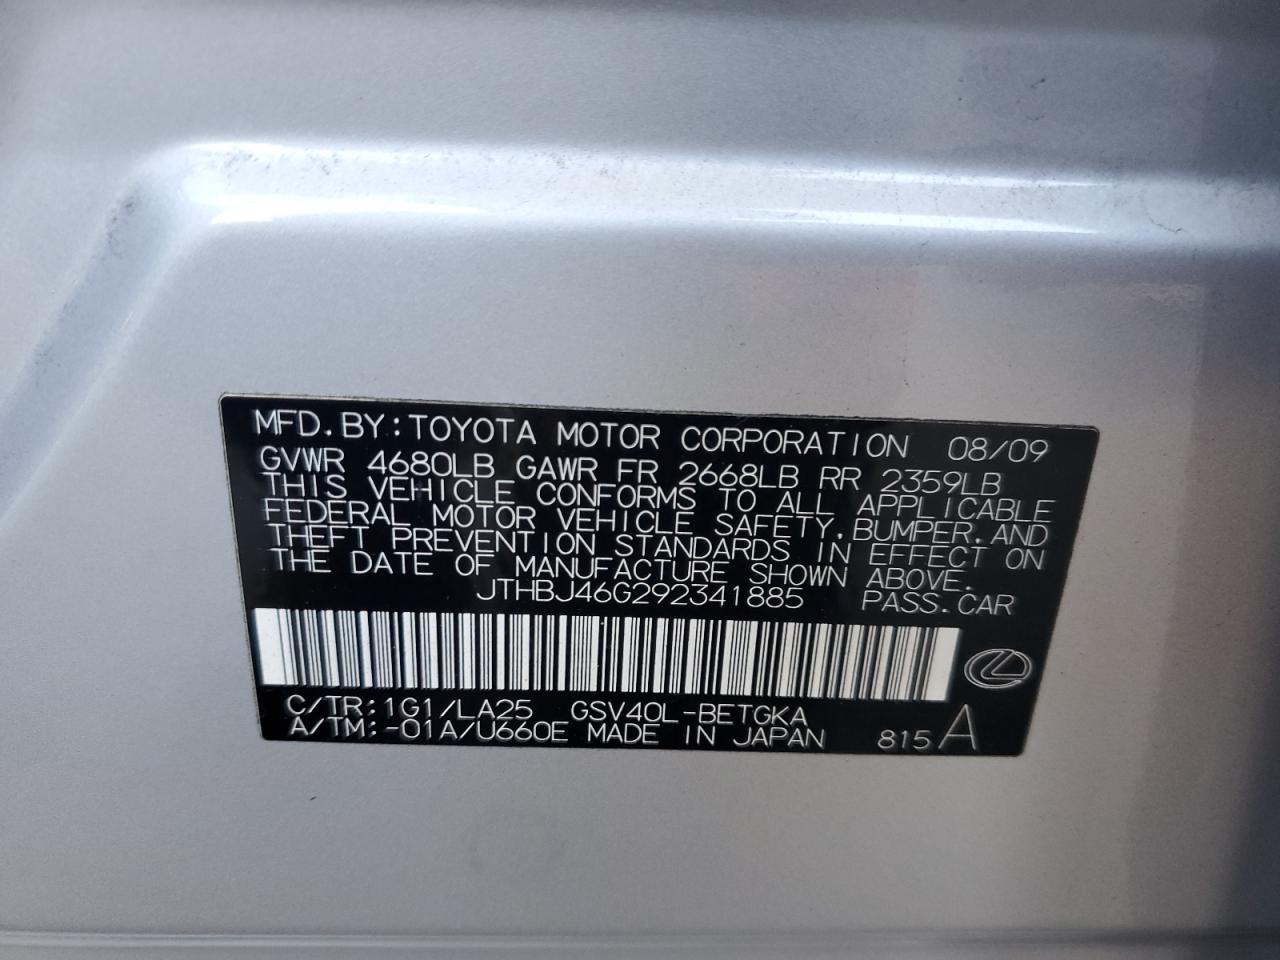 MFD. BY: TOYOTA MOTOR CORPORATION 08/09
GVWR 4680LB GAWR FR 2668LB RR 2359LB
THIS VEHICLE CONFORMS TO ALL APPLICABLE
FEDERAL MOTOR VEHICLE SAFETY, BUMPER, AND
THEFT PREVENTION STANDARDS IN EFFECT ON
THE DATE OF MANUFACTURE SHOWN ABOVE.
JTHBJ46G292341885 PASS. CAR
C/TR: 1G1/LA25 GSV40L-BETGKA
A/TM: -01A/U660E MADE IN JAPAN 815 A